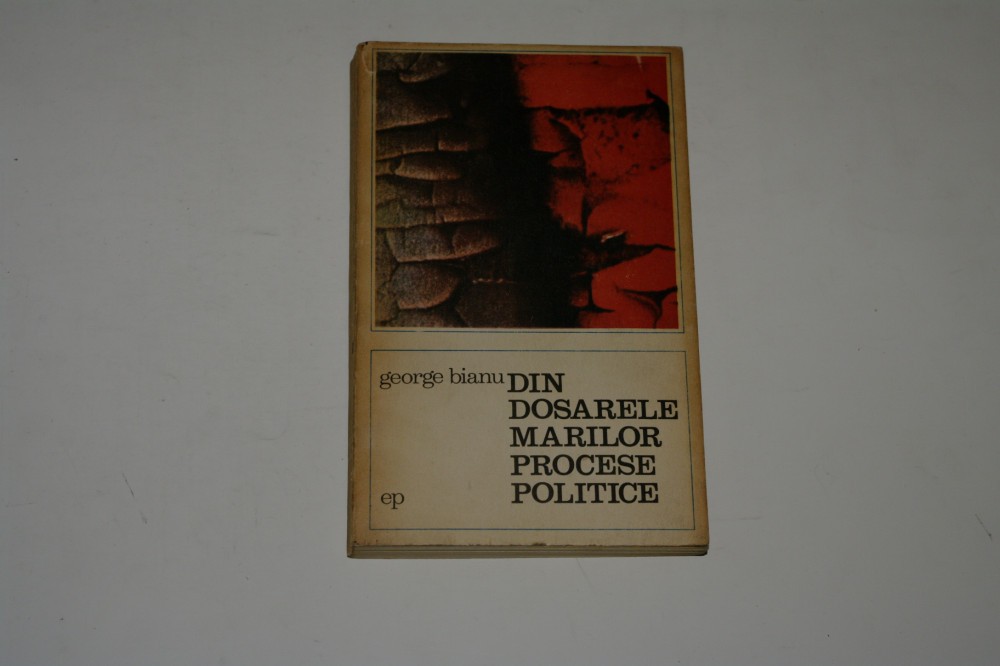 george bianu DIN
DOSARELE
MARILOR
PROCESE
ep POLITICE